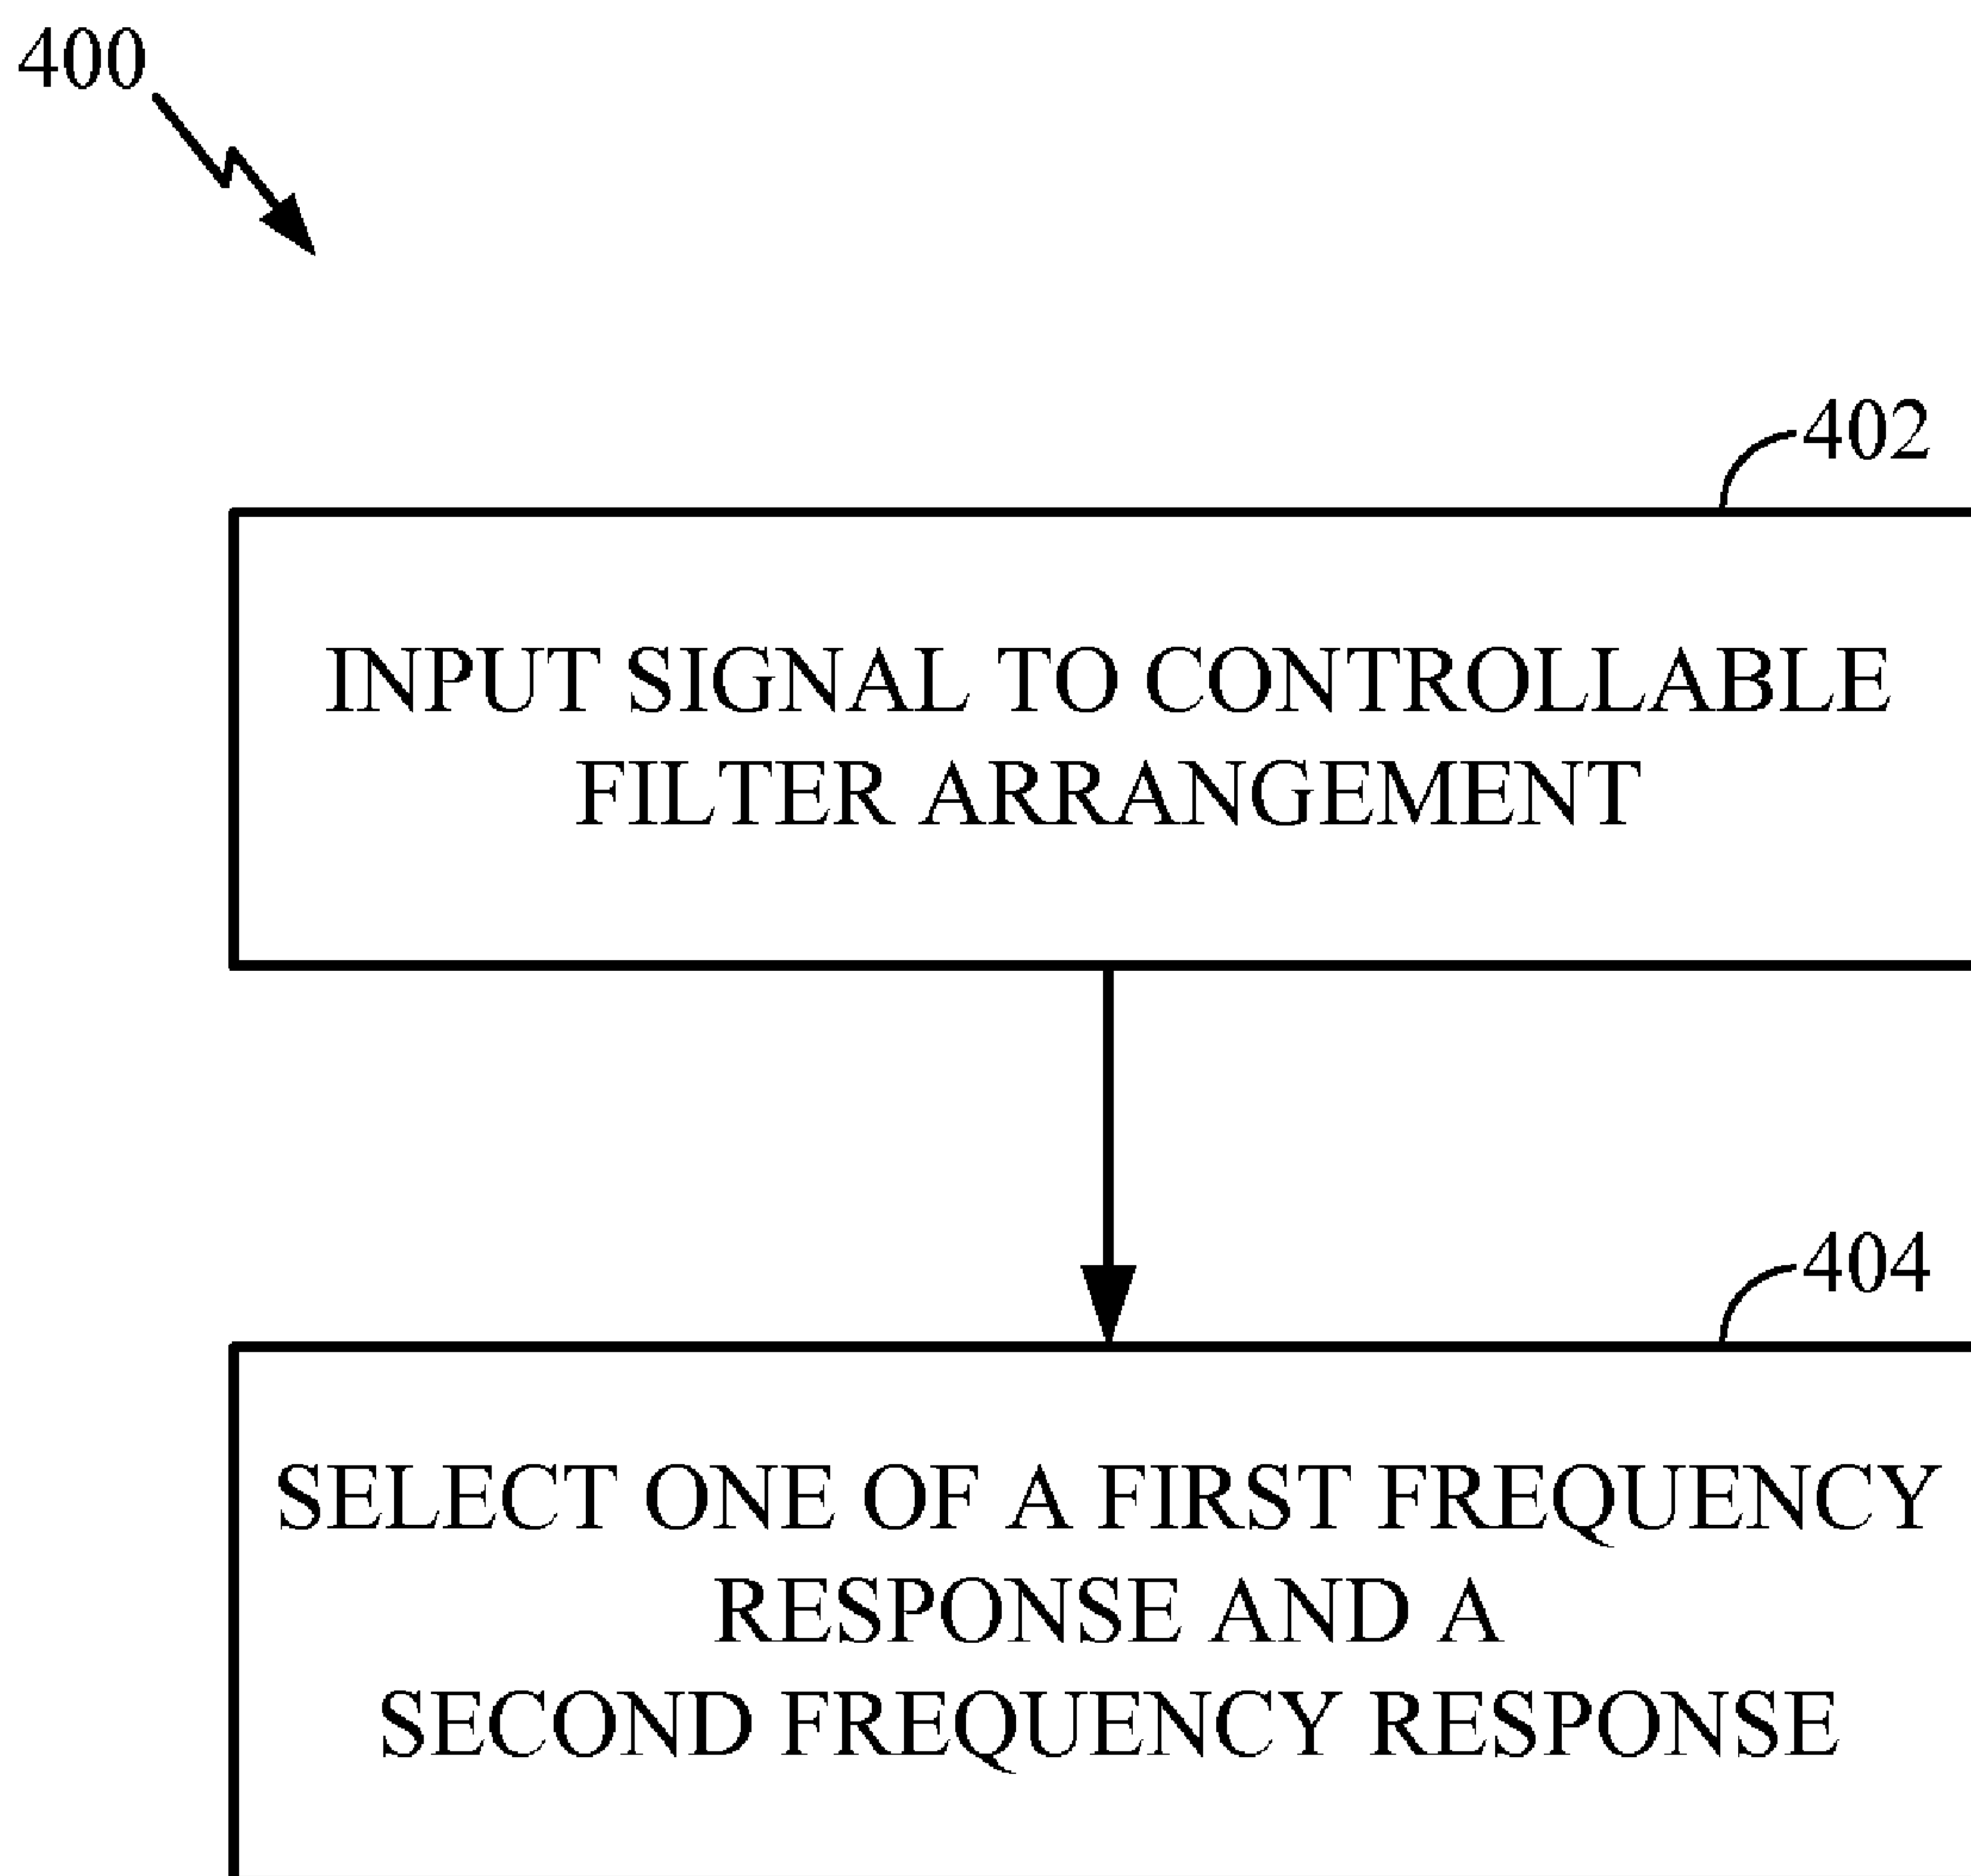 400
402
INPUT SIGNAL TO CONTROLLABLE
FILTER ARRANGEMENT
404
SELECT ONE OF A FIRST FREQUENCY
RESPONSE AND A
SECOND FREQUENCY RESPONSE